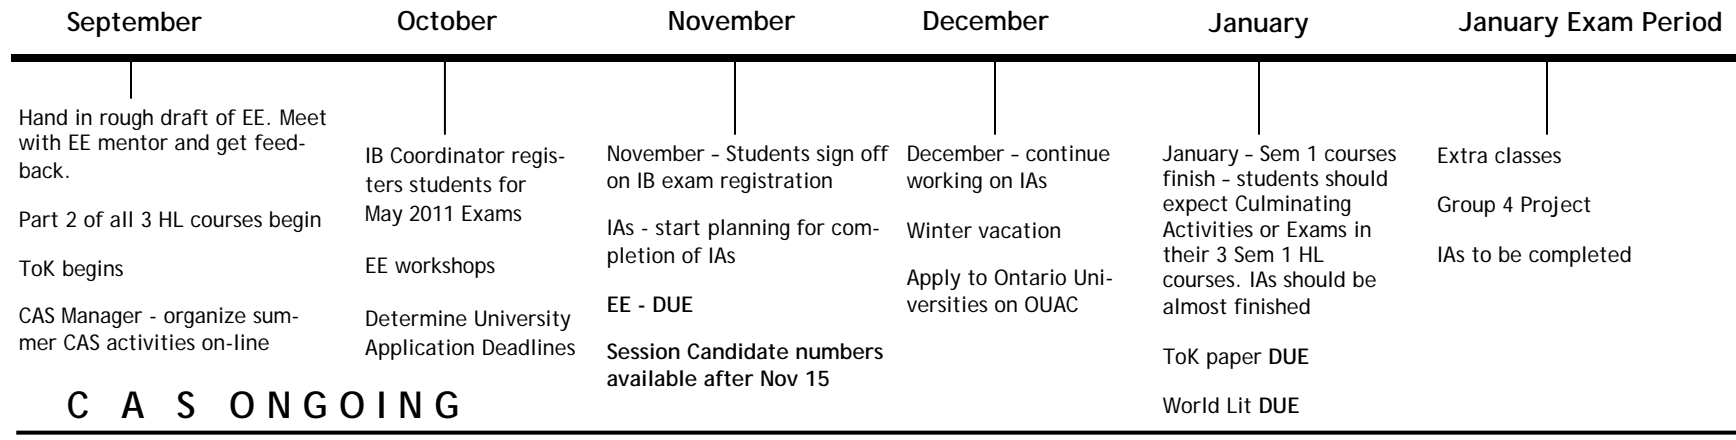 September
October
November
December
January
January Exam Period
Hand in rough draft of EE. Meet
with EE mentor and get feed-
back.
Part 2 of all 3 HL courses begin
ToK begins
CAS Manager - organize sum-
mer CAS activities on-line
IB Coordinator regis-
ters students for
May 2011 Exams
EE workshops
Determine University
Application Deadlines
November – Students sign off
on IB exam registration
IAs - start planning for com-
pletion of IAs
EE - DUE
Session Candidate numbers
available after Nov 15
December – continue
working on IAs
Winter vacation
Apply to Ontario Uni-
versities on OUAC
January – Sem 1 courses
finish – students should
expect Culminating
Activities or Exams in
their 3 Sem 1 HL
courses. IAs should be
almost finished
ToK paper DUE
World Lit DUE
Extra classes
Group 4 Project
IAs to be completed
C A S ONGOING